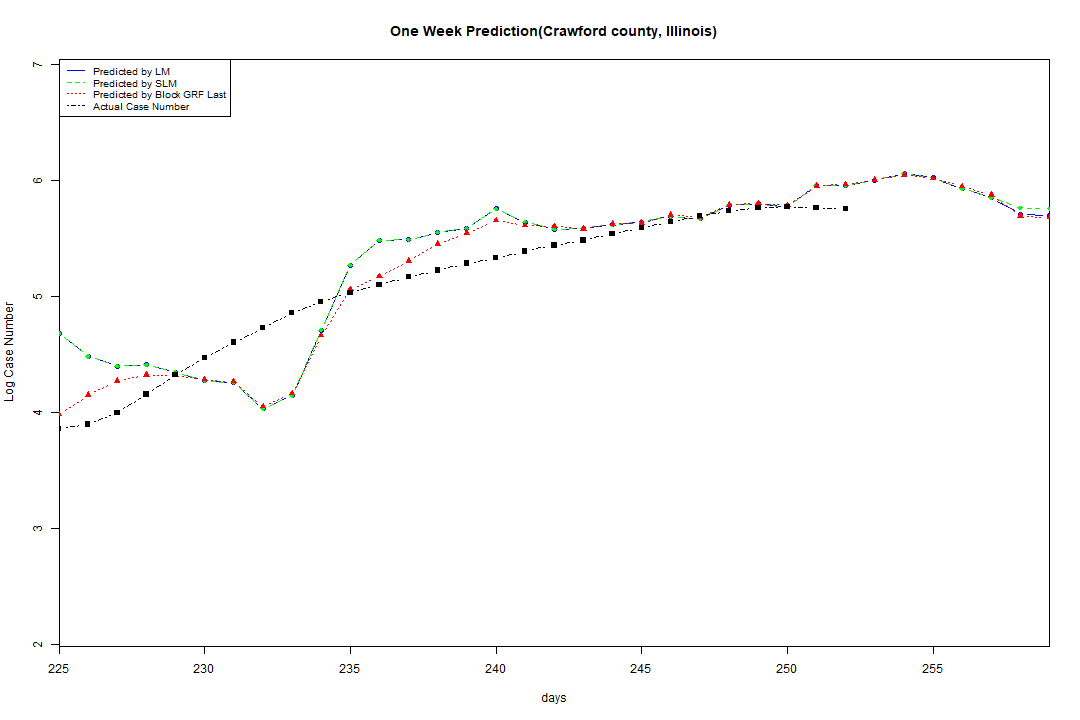 One Week Prediction(Crawford county, Illinois)
Predicted by LM
Predicted by SLM
Predicted by Block GRF Last
Actual Case Number
7
6
5
4
3
2
Log Case Number
225 230 235 240 245 250 255
days